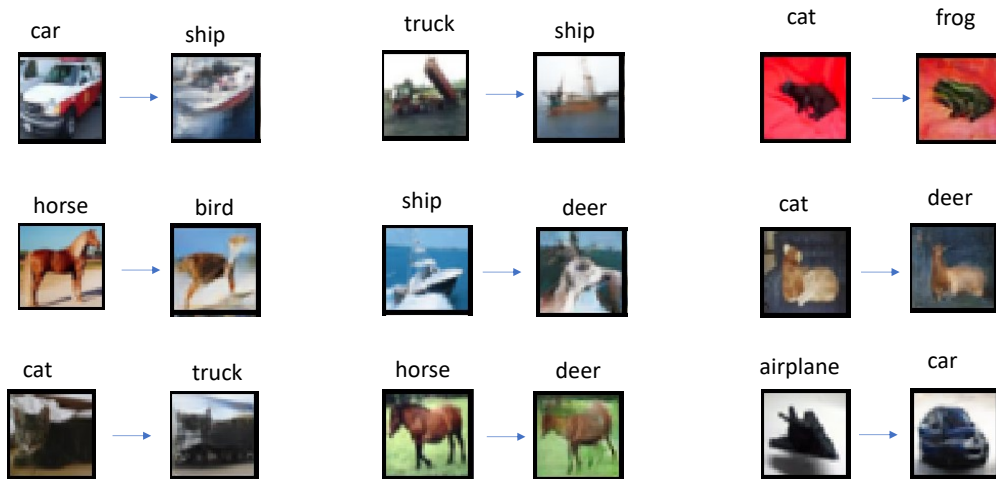 car
ship
truck
ship
cat
frog
horse
bird
ship
deer
cat
deer
cat
truck
horse
deer
airplane
car